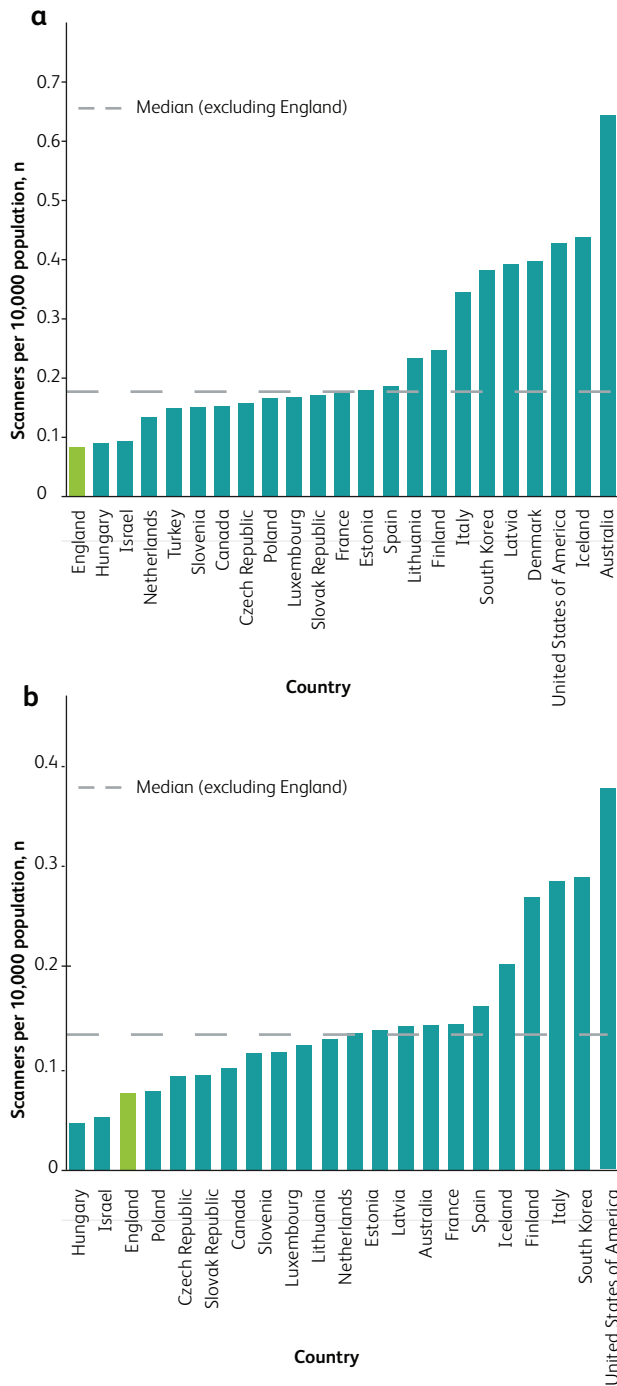 a
Scanners per 10,000 population, n
0.7
0.6
0.5
0.4
0.3
0.2
0.1
0
Median (excluding England)
England
Hungary
Israel
Netherlands
Turkey
Slovenia
Canada
Czech Republic
Poland
Luxembourg
Slovak Republic
France
Estonia
Spain
Lithuania
Finland
Italy
South Korea
Latvia
Denmark
United States of America
Iceland
Australia
Country
b
Scanners per 10,000 population, n
0.4
0.3
0.2
0.1
0
Median (excluding England)
Hungary
Israel
England
Poland
Czech Republic
Slovak Republic
Canada
Slovenia
Luxembourg
Lithuania
Netherlands
Estonia
Latvia
Australia
France
Spain
Iceland
Finland
Italy
South Korea
United States of America
Country